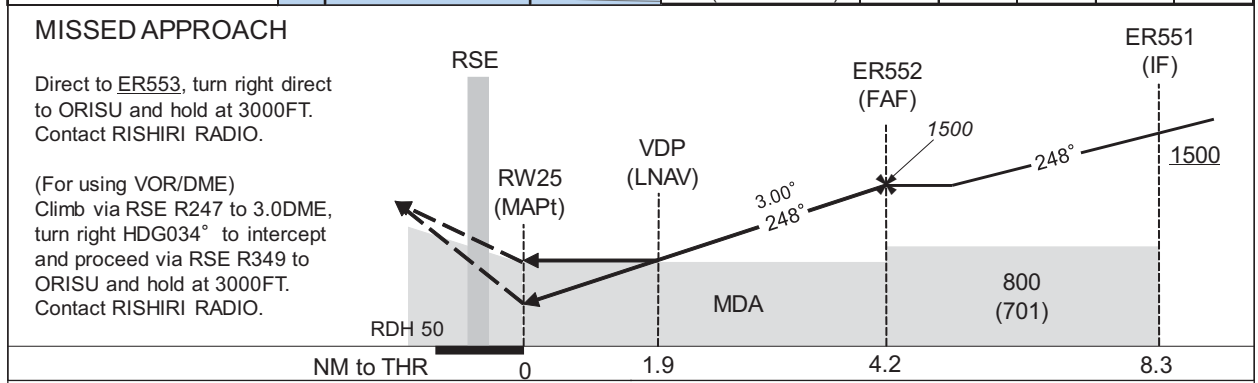 MISSED APPROACH
Direct to ER553, turn right direct
to ORISU and hold at 3000FT.
Contact RISHIRI RADIO.
(For using VOR/DME)
Climb via RSE R247 to 3.0DME,
turn right HDG034° to intercept
and proceed via RSE R349 to
ORISU and hold at 3000FT.
Contact RISHIRI RADIO.
RSE
RW25
(MAPt)
VDP
(LNAV)
ER552
(FAF)
1500
ER551
(IF)
1500
248°
3.00°
248°
MDA
800
(701)
RDH 50
NM to THR
0
1.9
4.2
8.3